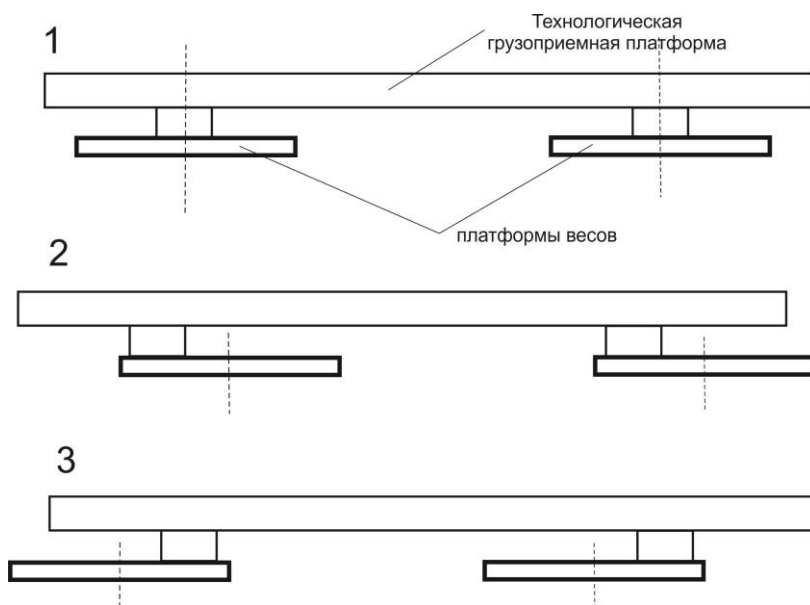 1
Технологическая
грузоприемная платформа
платформы весов
2
3